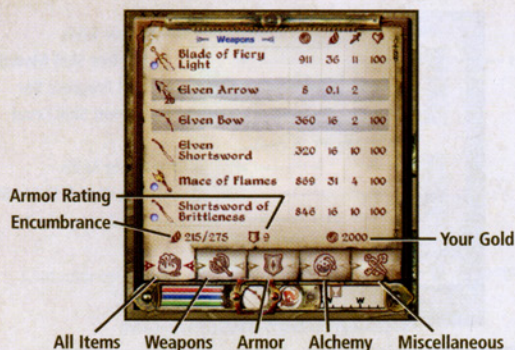 Weapons
Blade of Fiery
Light 911 36 11 100
Elven Arrow 8 0.1 2
20
Elven Bow 360 16 2 100
Elven
Shortsword 320 16 10 100
Mace of Flames 869 31 4 100
Shortsword of
Brittleness 846 16 10 100
Armor Rating
Encumbrance
215/275 9 2000
Your Gold
W
All Items Weapons Armor Alchemy Miscellaneous